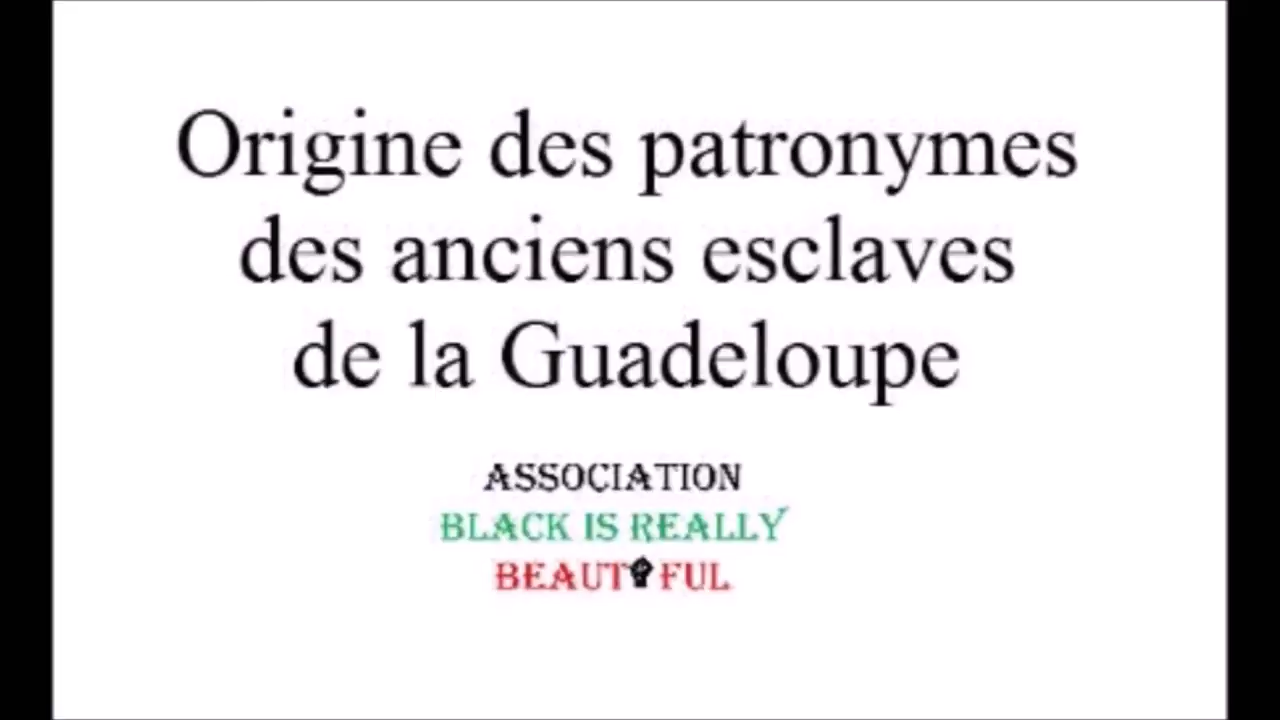 Origine des patronymes
des anciens esclaves
de la Guadeloupe
ASSOCIATION
BLACK IS REALLY
BEAUTIFUL